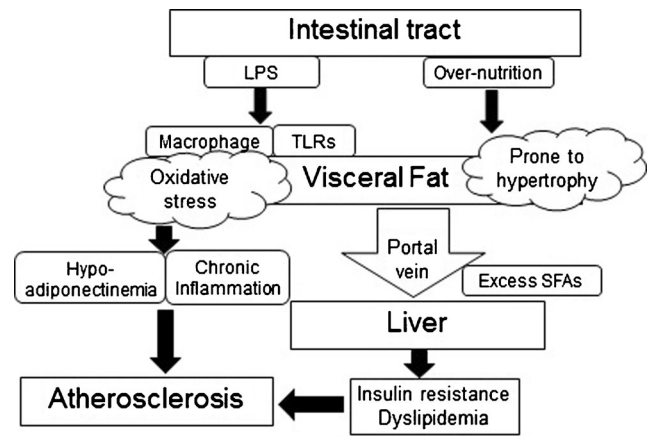 Intestinal tract
LPS
Over-nutrition
Macrophage
TLRs
Oxidative
stress
Visceral Fat
Prone to
hypertrophy
Hypo-
adiponectinemia
Chronic
Inflammation
Portal
vein
Excess SFAs
Liver
Atherosclerosis
Insulin resistance
Dyslipidemia